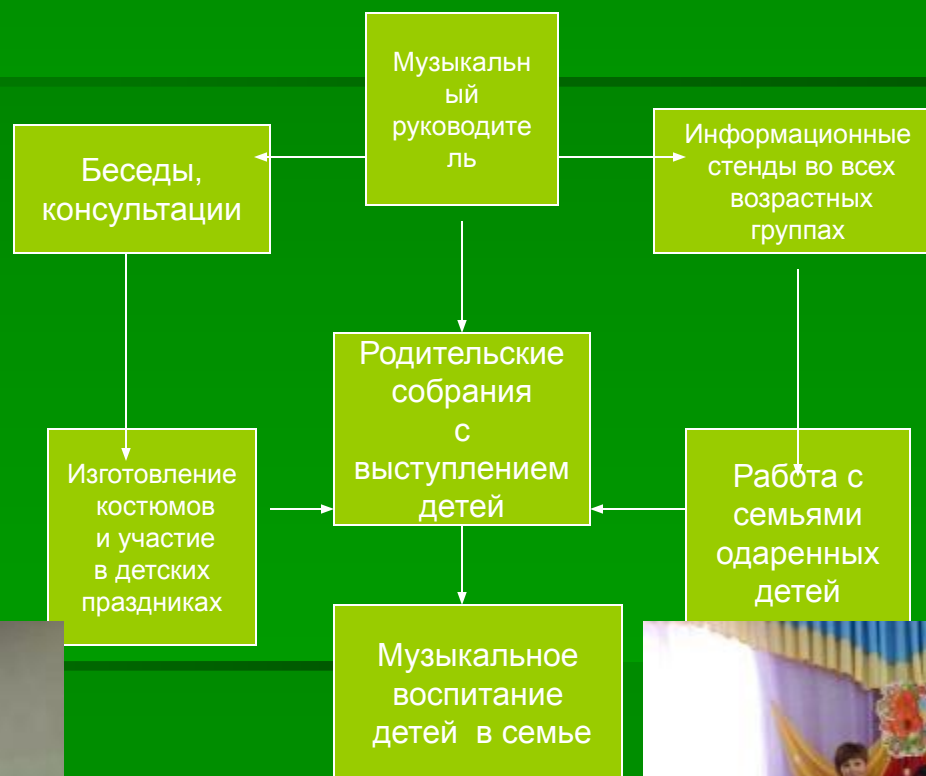 Музыкальн
ый
руководите
ль
Беседы,
консультации
Информационные
стенды во всех
возрастных
группах
Родительские
собрания
с
выступлением
детей
Изготовление
костюмов
и участие
в детских
праздниках
Работа с
семьями
одаренных
детей
Музыкальное
воспитание
детей в семье